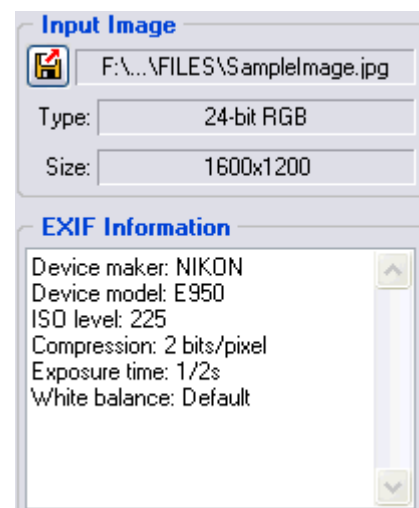 Input Image
F:\...\FILES\SampleImage.jpg
Type: 24-bit RGB
Size: 1600x1200
EXIF Information
Device maker: NIKON
Device model: E950
ISO level: 225
Compression: 2 bits/pixel
Exposure time: 1/2s
White balance: Default